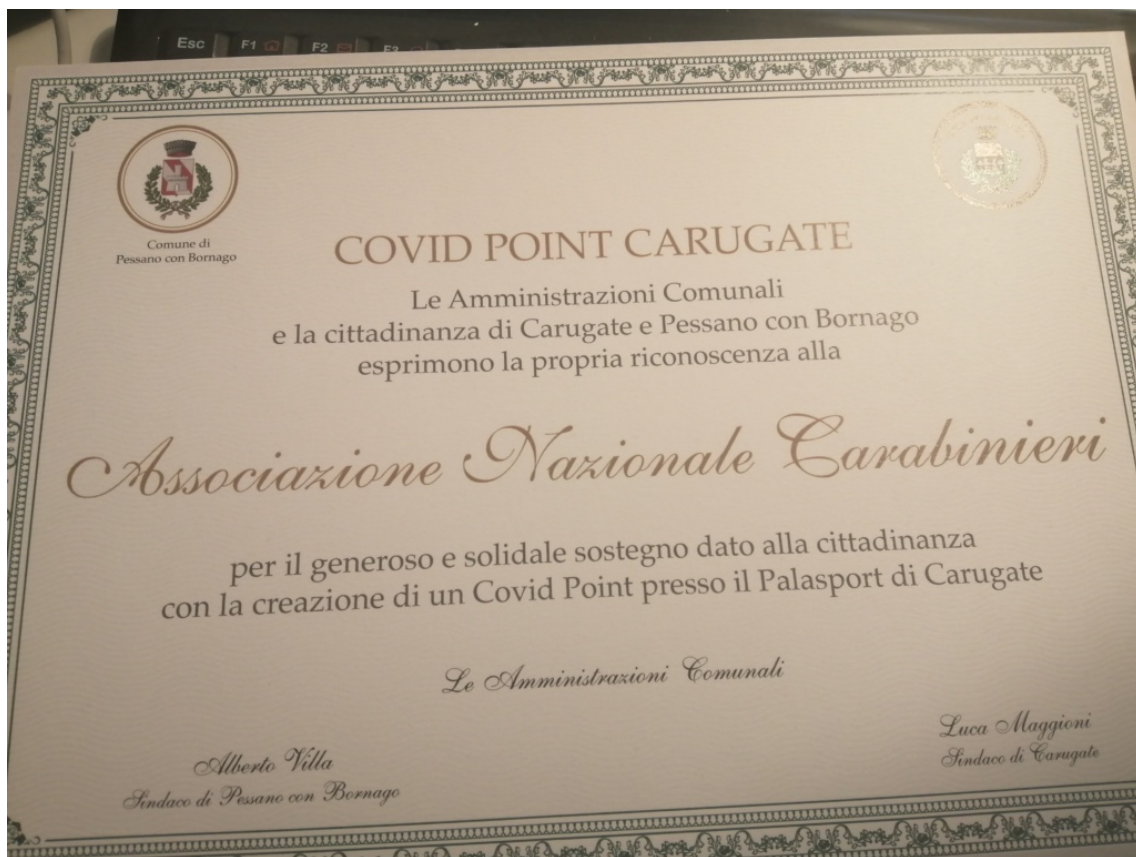 Esc F1 F2 F3
Comune di
Pessano con Bornago
COVID POINT CARUGATE
Le Amministrazioni Comunali
e la cittadinanza di Carugate e Pessano con Bornago
esprimono la propria riconoscenza alla
Associazione Nazionale Carabinieri
per il generoso e solidale sostegno dato alla cittadinanza
con la creazione di un Covid Point presso il Palasport di Carugate
Le Amministrazioni Comunali
Alberto Villa
Sindaco di Pessano con Bornago
Luca Maggioni
Sindaco di Carugate